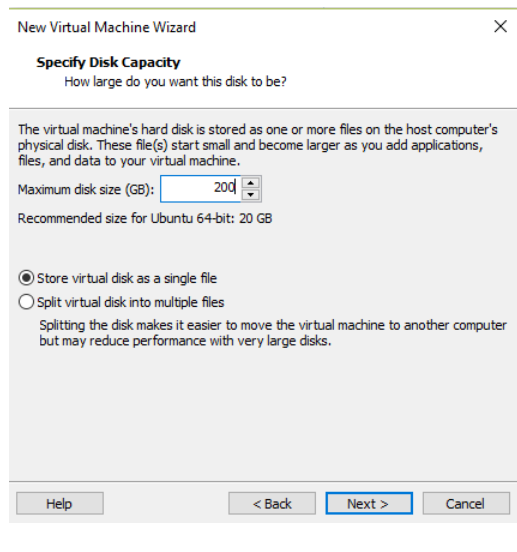 New Virtual Machine Wizard
Specify Disk Capacity
How large do you want this disk to be?
The virtual machine's hard disk is stored as one or more files on the host computer's
physical disk. These file(s) start small and become larger as you add applications,
files, and data to your virtual machine.
Maximum disk size (GB): 200
Recommended size for Ubuntu 64-bit: 20 GB
Store virtual disk as a single file
Split virtual disk into multiple files
Splitting the disk makes it easier to move the virtual machine to another computer
but may reduce performance with very large disks.
Help < Back Next > Cancel